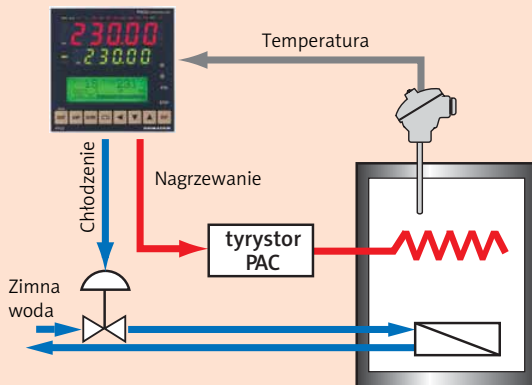 230.00
- 230.00
Temperatura
Chłodzenie
Nagrzewanie
tyrystor
PAC
Zimna
woda